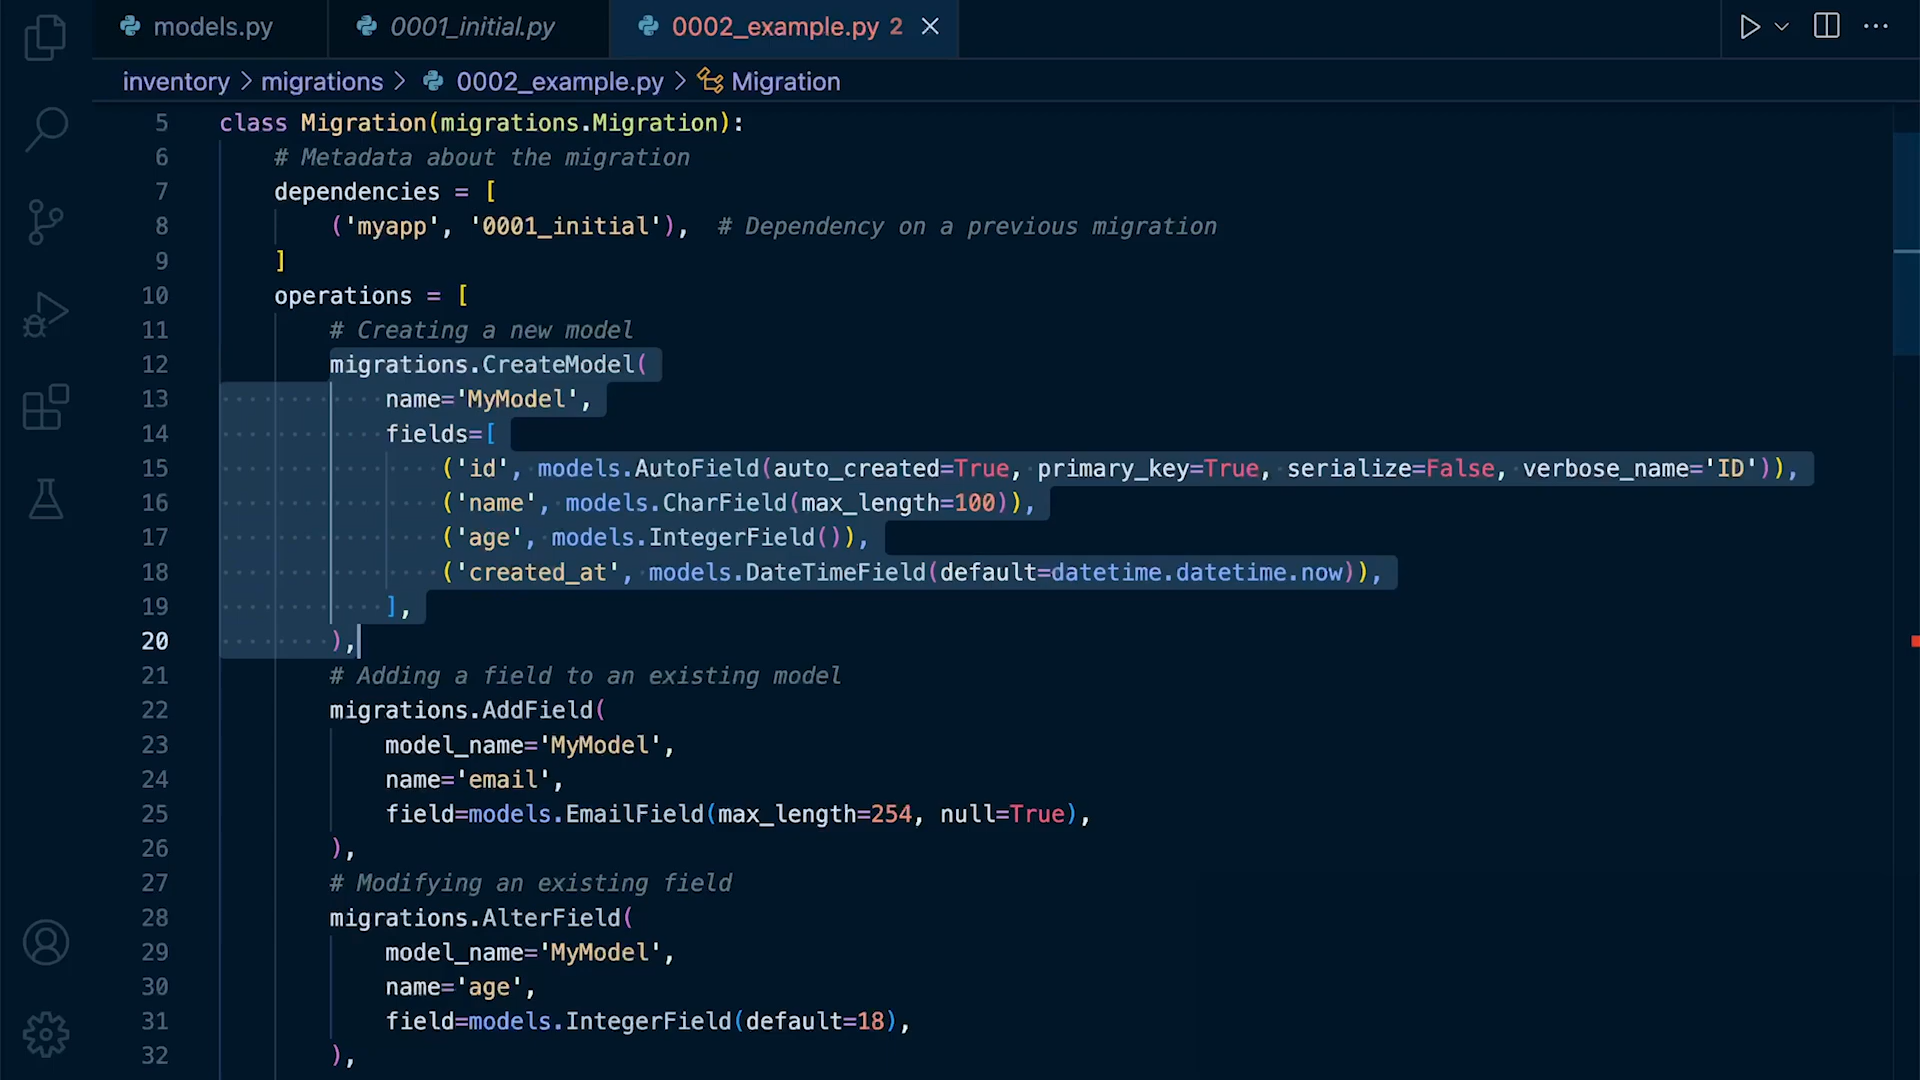 models.py 0001_initial.py 0002_example.py 2
inventory > migrations > 0002_example.py > Migration
5 class Migration(migrations.Migration):
6 # Metadata about the migration
7 dependencies = [
8 ('myapp', '0001_initial'), # Dependency on a previous migration
9 ]
10 operations = [
11 # Creating a new model
12 migrations.CreateModel(
13 name='MyModel',
14 fields=[
15 ('id', models.AutoField(auto_created=True, primary_key=True, serialize=False, verbose_name='ID')),
16 ('name', models.CharField(max_length=100)),
17 ('age', models.IntegerField()),
18 ('created_at', models.DateTimeField(default=datetime.datetime.now)),
19 ],
20 ),
21 # Adding a field to an existing model
22 migrations.AddField(
23 model_name='MyModel',
24 name='email',
25 field=models.EmailField(max_length=254, null=True),
26 ),
27 # Modifying an existing field
28 migrations.AlterField(
29 model_name='MyModel',
30 name='age',
31 field=models.IntegerField(default=18),
32 ),